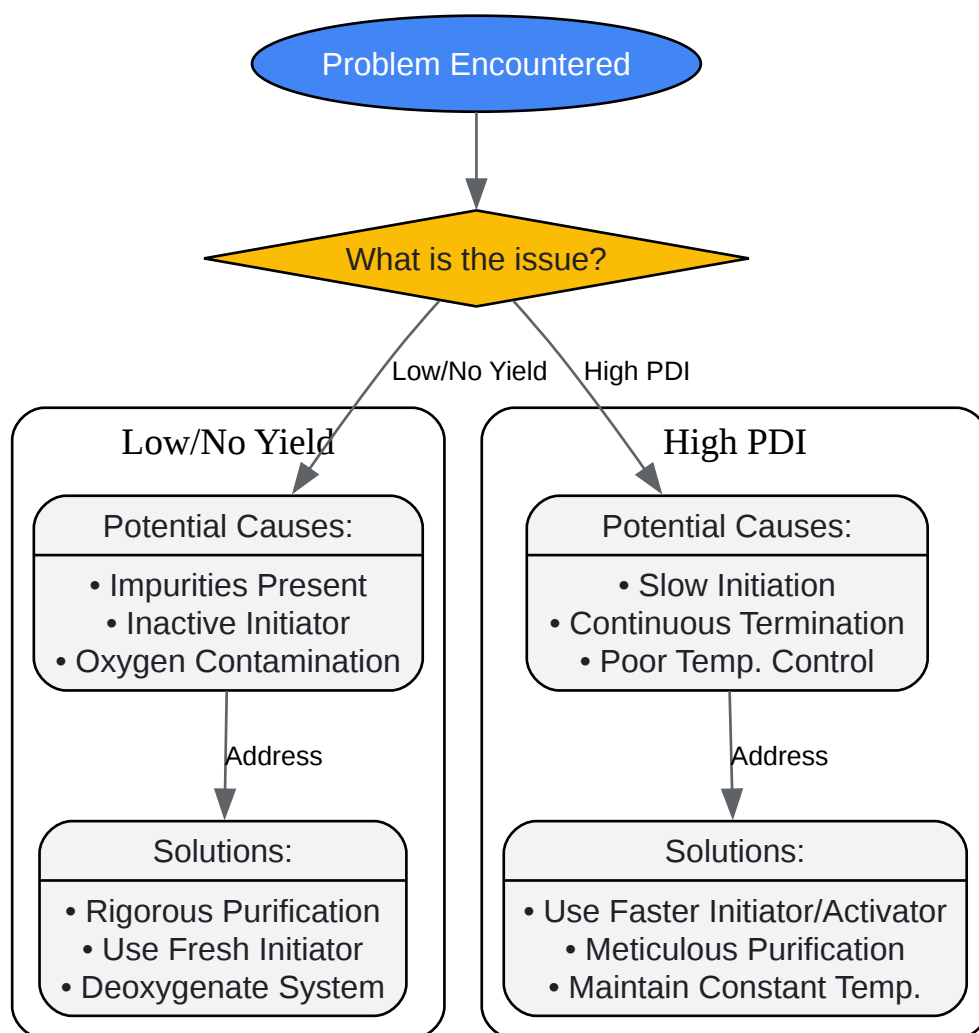 Problem Encountered
What is the issue?
Low/No Yield
High PDI
Low/No Yield
Potential Causes:
• Impurities Present
• Inactive Initiator
• Oxygen Contamination
Address
Solutions:
• Rigorous Purification
• Use Fresh Initiator
• Deoxygenate System
High PDI
Potential Causes:
• Slow Initiation
• Continuous Termination
• Poor Temp. Control
Address
Solutions:
• Use Faster Initiator/Activator
• Meticulous Purification
• Maintain Constant Temp.